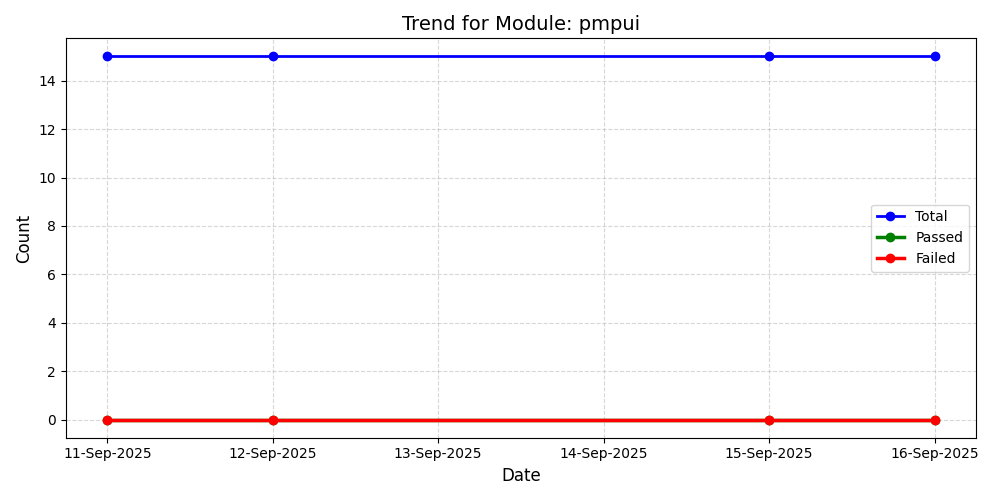 Trend for Module: pmpui
14
12
10
8
6
4
2
0
Count
Total
Passed
Failed
11-Sep-2025
12-Sep-2025
13-Sep-2025
14-Sep-2025
15-Sep-2025
16-Sep-2025
Date